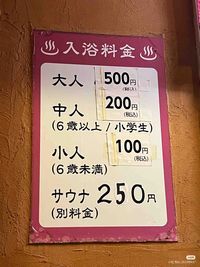 ♨入浴料金♨
大人 500円
(税込)
中人 200円
(税込)
(6歳以上/小学生)
小人 100円
(税込)
(6歳未満)
サウナ 250円
(別料金)